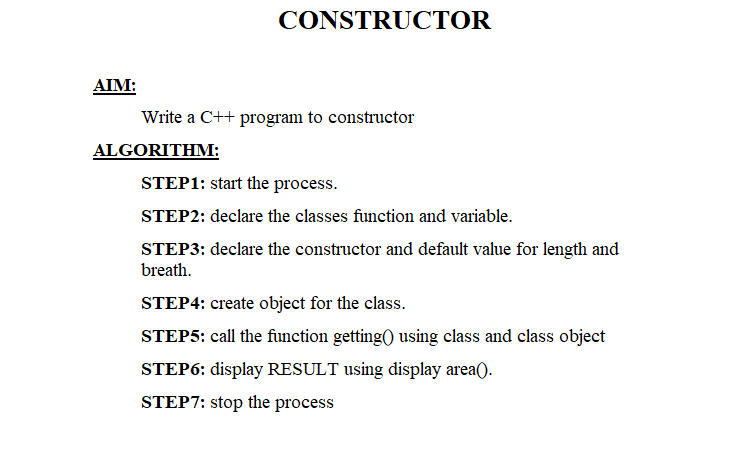 CONSTRUCTOR
AIM:
Write a C++ program to constructor
ALGORITHM:
STEP1: start the process.
STEP2: declare the classes function and variable.
STEP3: declare the constructor and default value for length and
breath.
STEP4: create object for the class.
STEP5: call the function getting() using class and class object
STEP6: display RESULT using display area().
STEP7: stop the process